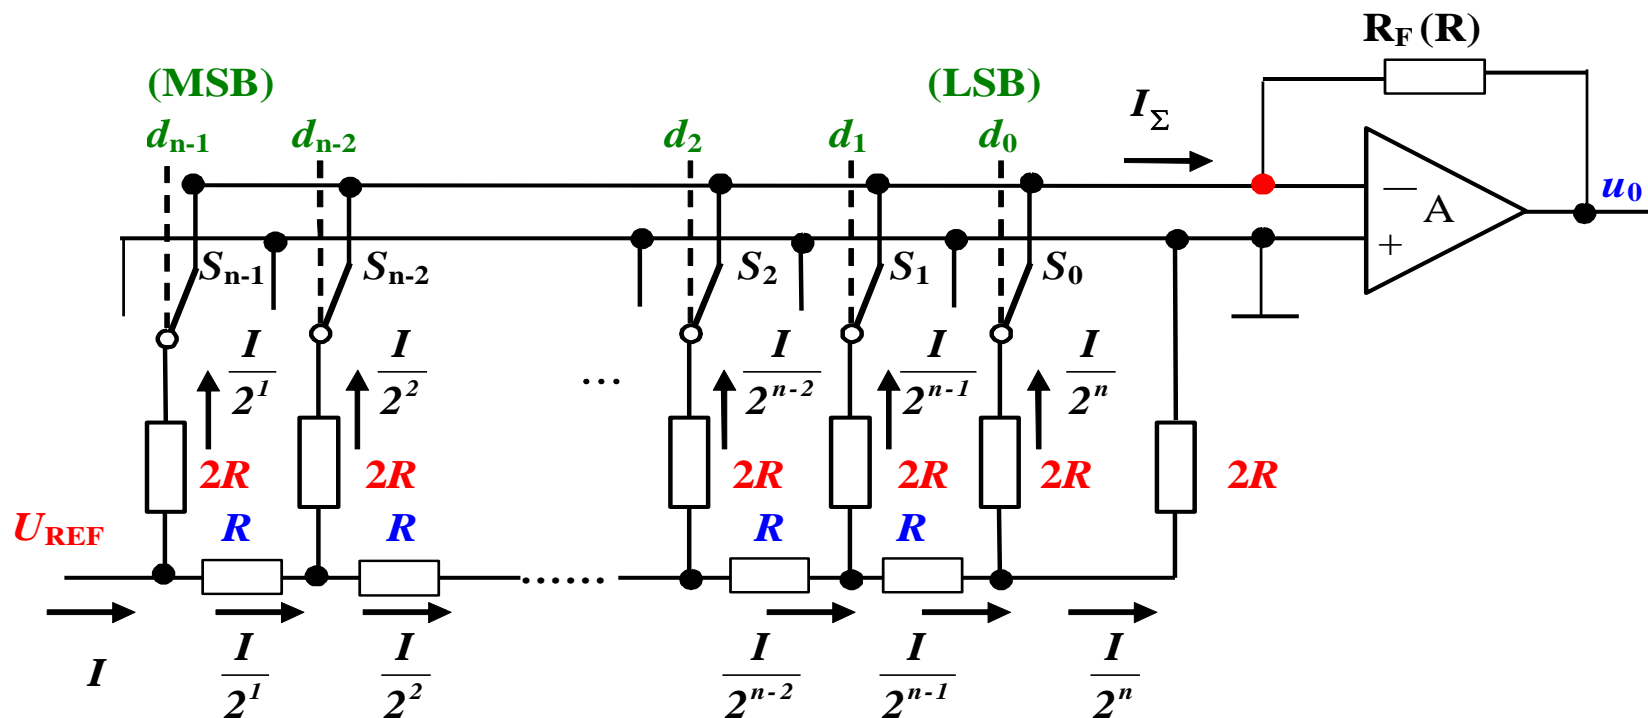 R_F (R)
(MSB) (LSB)
I_Σ
d_{n-1} d_{n-2} d_2 d_1 d_0
— A u_0
+
S_{n-1} S_{n-2} S_2 S_1 S_0
I/2^1 I/2^2 ... I/2^{n-2} I/2^{n-1} I/2^n
2R 2R 2R 2R 2R 2R
U_{REF} R R R R
......
I I/2^1 I/2^2 I/2^{n-2} I/2^{n-1} I/2^n